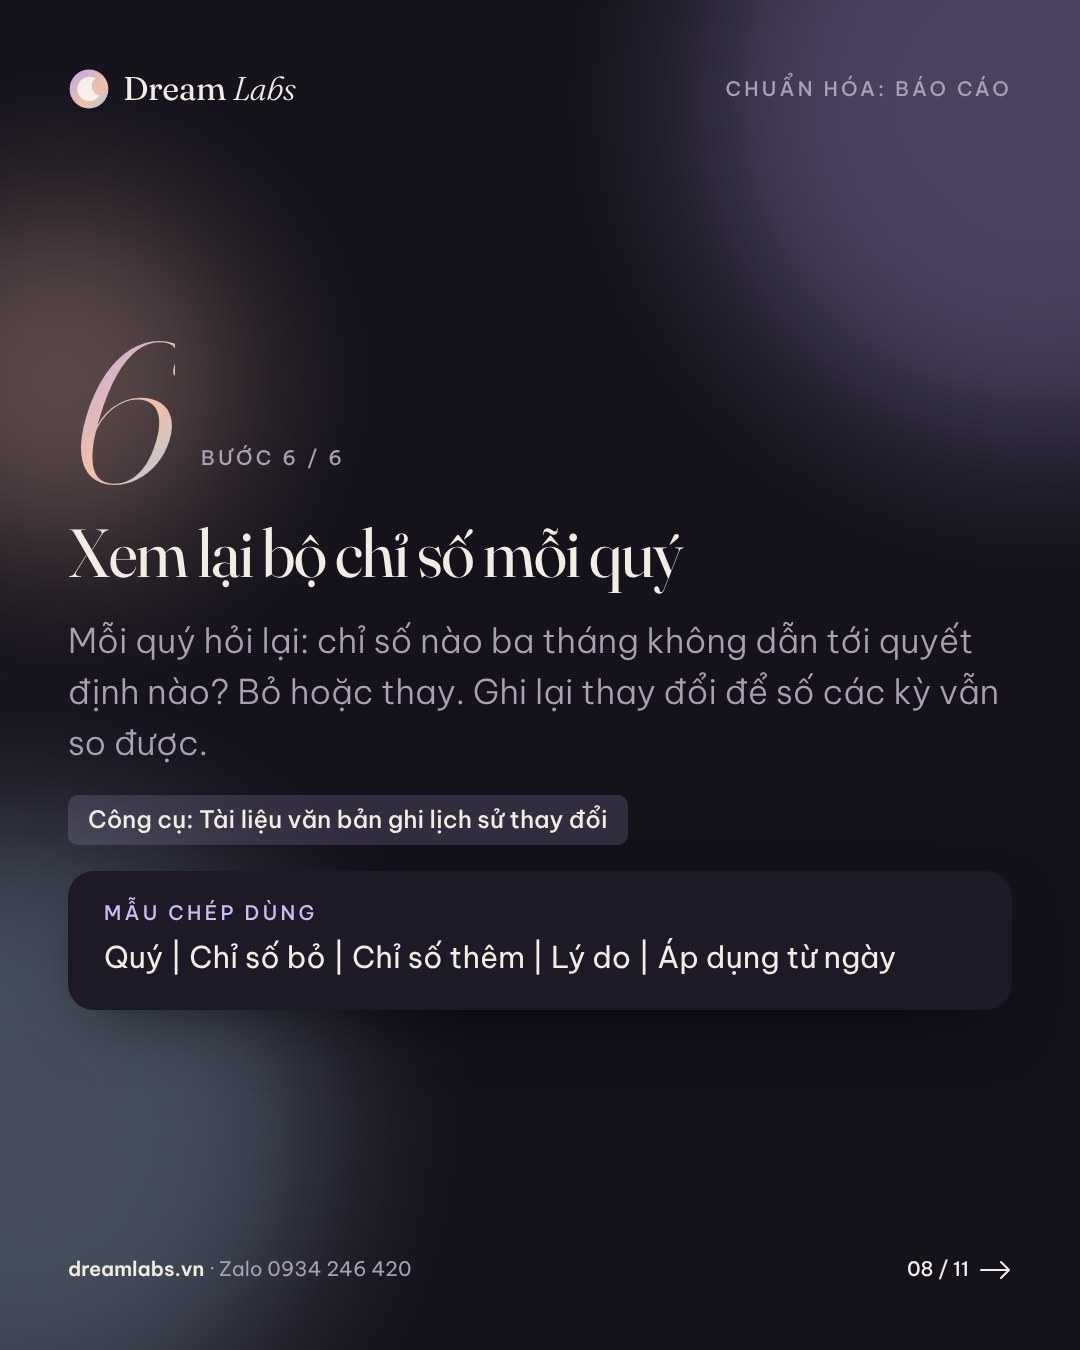 Dream Labs
CHUẨN HÓA: BÁO CÁO
6
BƯỚC 6 / 6
Xem lại bộ chỉ số mỗi quý
Mỗi quý hỏi lại: chỉ số nào ba tháng không dẫn tới quyết
định nào? Bỏ hoặc thay. Ghi lại thay đổi để số các kỳ vẫn
so được.
Công cụ: Tài liệu văn bản ghi lịch sử thay đổi
MẪU CHÉP DÙNG
Quý | Chỉ số bỏ | Chỉ số thêm | Lý do | Áp dụng từ ngày
dreamlabs.vn · Zalo 0934 246 420
08 / 11 →